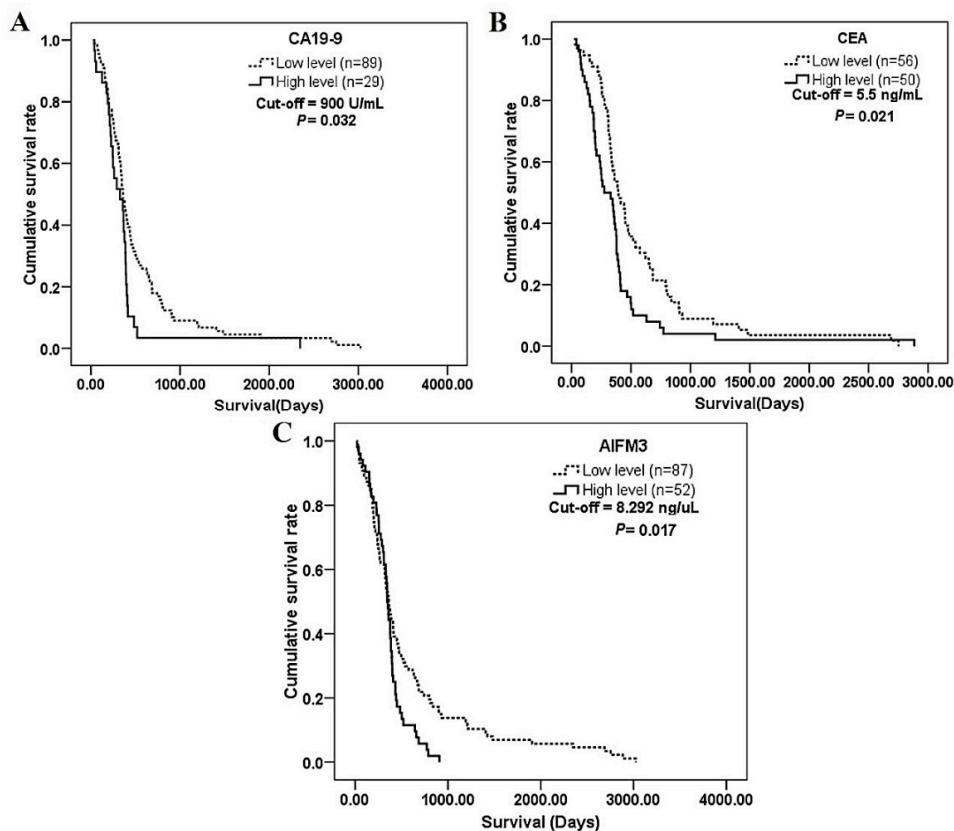 A
CA19-9
Low level (n=89)
High level (n=29)
Cut-off = 900 U/mL
P= 0.032
Cumulative survival rate
1.0
0.8
0.6
0.4
0.2
0.0
0.00 1000.00 2000.00 3000.00 4000.00
Survival(Days)
B
CEA
Low level (n=56)
High level (n=50)
Cut-off = 5.5 ng/mL
P= 0.021
Cumulative survival rate
1.0
0.8
0.6
0.4
0.2
0.0
0.00 500.00 1000.00 1500.00 2000.00 2500.00 3000.00
Survival(Days)
C
AIFM3
Low level (n=87)
High level (n=52)
Cut-off = 8.292 ng/uL
P= 0.017
Cumulative survival rate
1.0
0.8
0.6
0.4
0.2
0.0
0.00 1000.00 2000.00 3000.00 4000.00
Survival (Days)